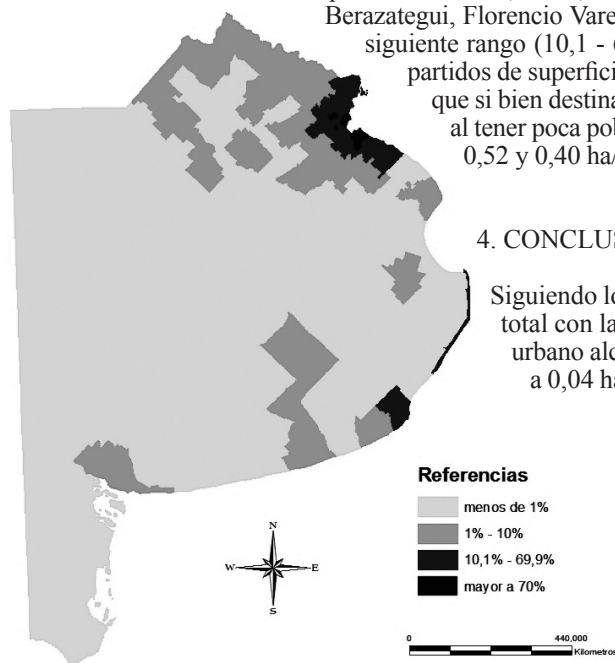 Berazategui, Florencio Vare
siguiente rango (10,1 -
partidos de superfici
que si bien destina
al tener poca pob
0,52 y 0,40 ha/
4. CONCLUS
Siguiendo lo
total con la
urbano alc
a 0,04 ha
Referencias
menos de 1%
1% - 10%
10,1% - 69,9%
mayor a 70%
N
W
E
S
0
440,000
Kilometros